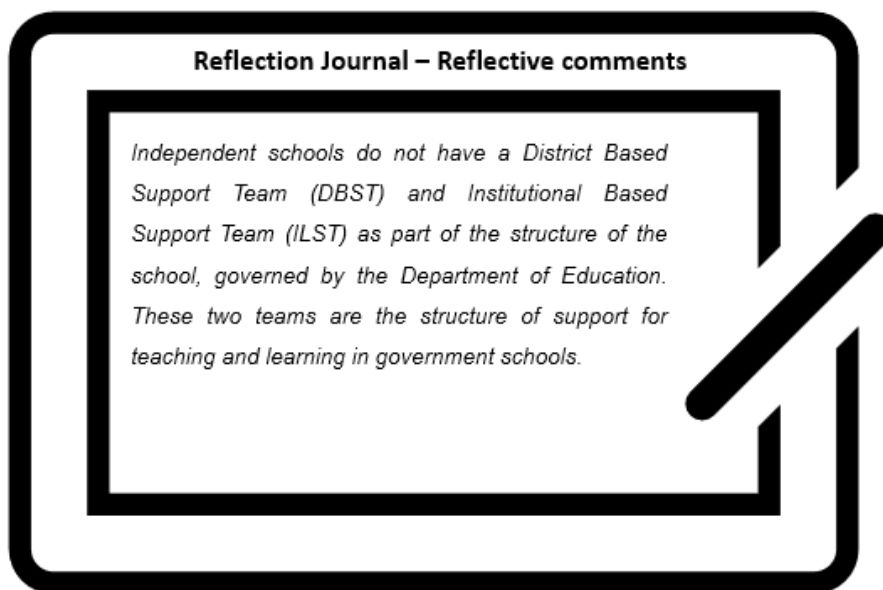 Reflection Journal – Reflective comments
Independent schools do not have a District Based
Support Team (DBST) and Institutional Based
Support Team (ILST) as part of the structure of the
school, governed by the Department of Education.
These two teams are the structure of support for
teaching and learning in government schools.